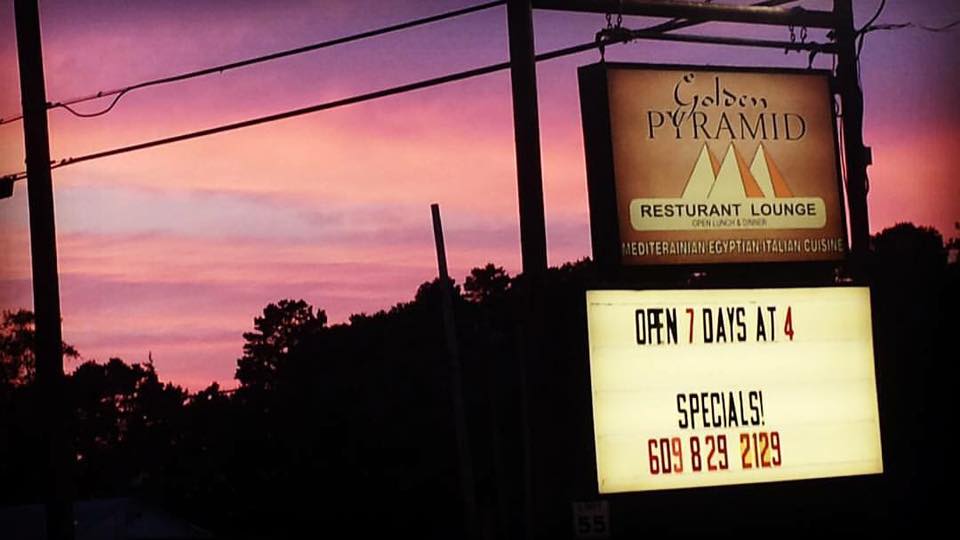 Golden
PYRAMID
RESTURANT LOUNGE
OPEN LUNCH & DINNER
MEDITERAINIAN EGYPTIAN ITALIAN CUISINE
OPEN 7 DAYS AT 4
SPECIALS!
609 829 2129
LIMIT
55